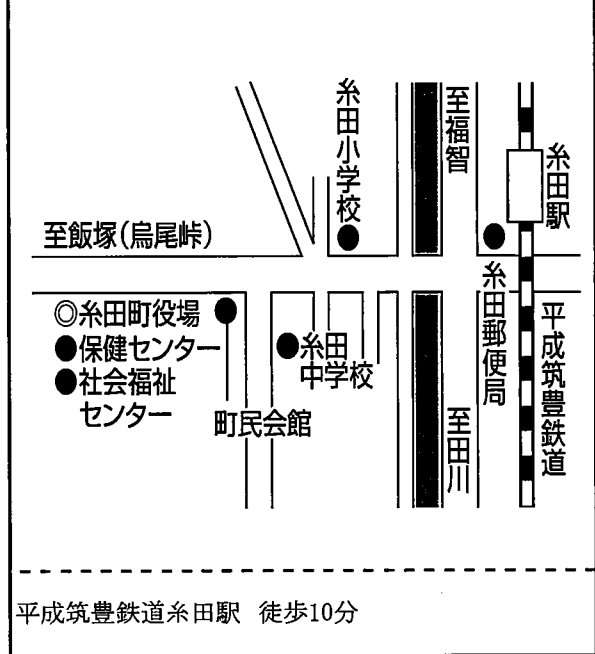 糸田小学校
至福智
糸田駅
至飯塚（烏尾峠）
◎糸田町役場
●保健センター
●社会福祉
センター
町民会館
糸田
中学校
糸田郵便局
平成筑豊鉄道
至田川
平成筑豊鉄道糸田駅 徒歩10分